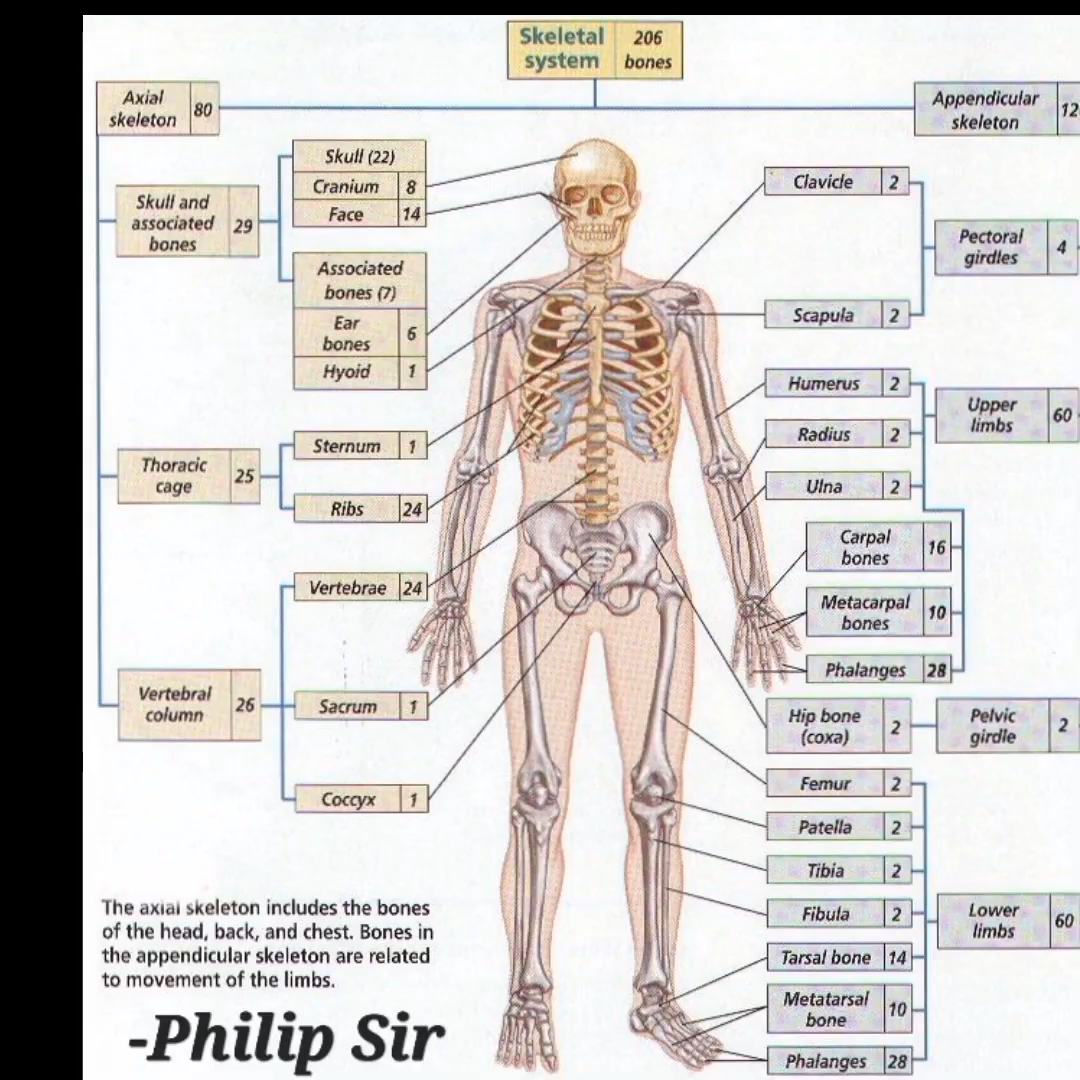 Skeletal
system
206
bones
Axial
skeleton
80
Appendicular
skeleton
12
Skull and
associated
bones
29
Skull (22)
Cranium 8
Face 14
Associated
bones (7)
Ear
bones
6
Hyoid 1
Thoracic
cage
25
Sternum 1
Ribs 24
Vertebral
column
26
Vertebrae 24
Sacrum 1
Coccyx 1
Clavicle 2
Scapula 2
Pectoral
girdles
4
Humerus 2
Radius 2
Ulna 2
Carpal
bones
16
Metacarpal
bones
10
Phalanges 28
Upper
limbs
60
Hip bone
(coxa)
2
Pelvic
girdle
2
Femur 2
Patella 2
Tibia 2
Fibula 2
Tarsal bone 14
Metatarsal
bone
10
Phalanges 28
Lower
limbs
60
The axial skeleton includes the bones
of the head, back, and chest. Bones in
the appendicular skeleton are related
to movement of the limbs.
-Philip Sir